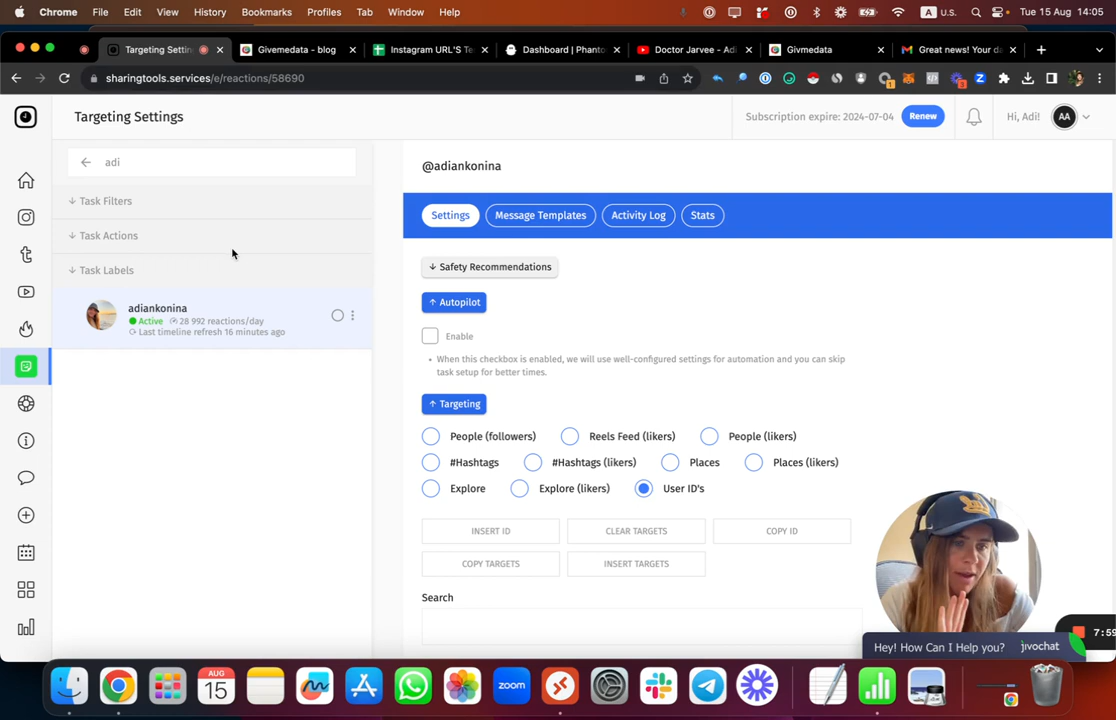 Chrome File Edit View History Bookmarks Profiles Tab Window Help A U.S. Tue 15 Aug 14:05
Targeting Settin Givemedata - blog Instagram URL'S Te Dashboard | Phanto Doctor Jarvee - Adi Givmedata Great news! Your da
sharingtools.services/e/reactions/58690
Targeting Settings
Subscription expire: 2024-07-04 Renew Hi, Adi! AA
adi
↓ Task Filters
↓ Task Actions
↓ Task Labels
adiankonina
Active 28 992 reactions/day
Last timeline refresh 16 minutes ago
@adiankonina
Settings Message Templates Activity Log Stats
↓ Safety Recommendations
↑ Autopilot
Enable
• When this checkbox is enabled, we will use well-configured settings for automation and you can skip
task setup for better times.
↑ Targeting
People (followers) Reels Feed (likers) People (likers)
#Hashtags #Hashtags (likers) Places Places (likers)
Explore Explore (likers) User ID's
INSERT ID CLEAR TARGETS COPY ID
COPY TARGETS INSERT TARGETS
Search
7:59
Hey! How Can I Help you? jivochat
AUG
15
zoom